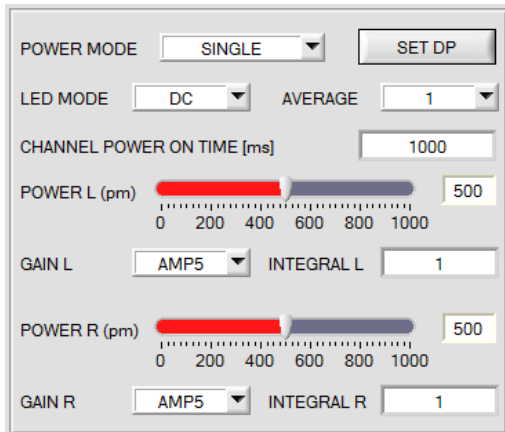 POWER MODE SINGLE SET DP
LED MODE DC AVERAGE 1
CHANNEL POWER ON TIME [ms] 1000
POWER L (pm) 500
0 200 400 600 800 1000
GAIN L AMP5 INTEGRAL L 1
POWER R (pm) 500
0 200 400 600 800 1000
GAIN R AMP5 INTEGRAL R 1